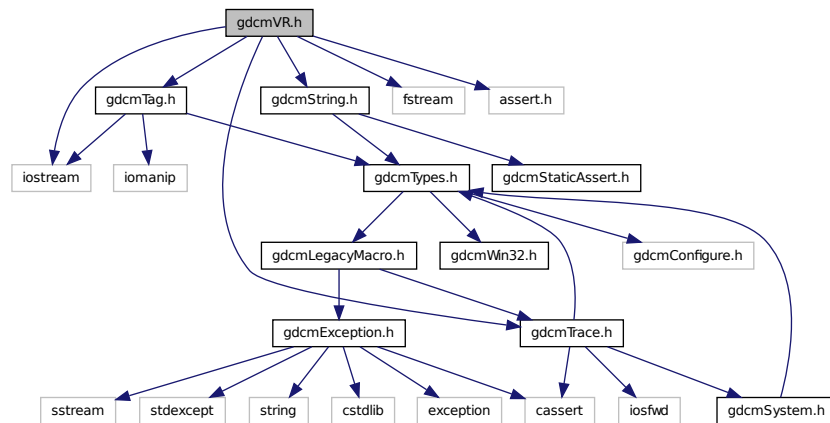 gdcmVR.h
gdcmTag.h
gdcmString.h
fstream
assert.h
iostream
iomanip
gdcmTypes.h
gdcmStaticAssert.h
gdcmLegacyMacro.h
gdcmWin32.h
gdcmConfigure.h
gdcmException.h
gdcmTrace.h
sstream
stdexcept
string
cstdlib
exception
cassert
iosfwd
gdcmSystem.h